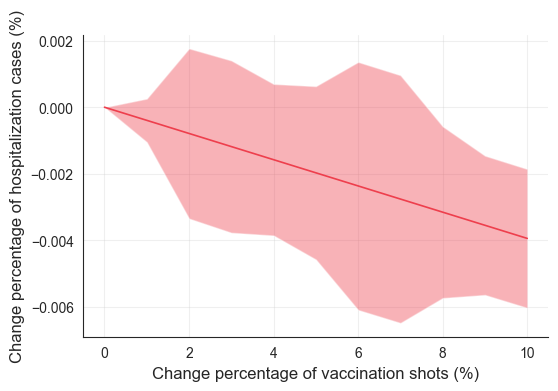 Change percentage of hospitalization cases (%)
0.002
0.000
−0.002
−0.004
−0.006
0 2 4 6 8 10
Change percentage of vaccination shots (%)